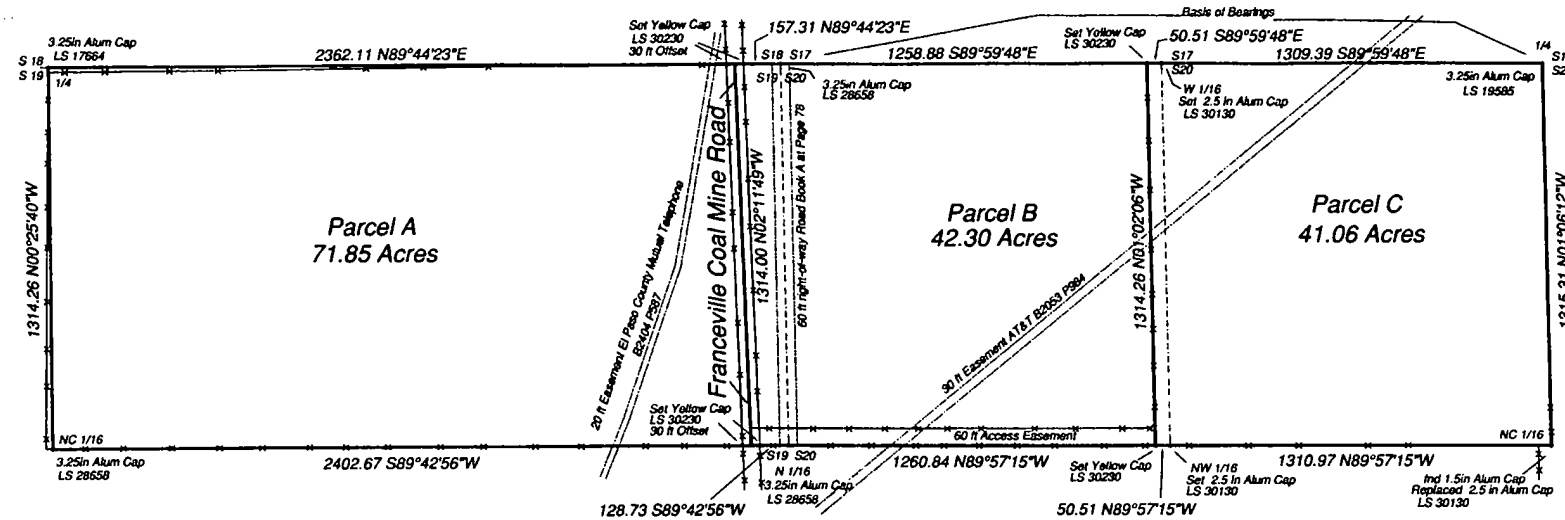 3.25in Alum Cap
LS 17664
S 18
S 19
1/4
2362.11 N89°44'23"E
Set Yellow Cap
LS 30230
30 ft Offset
157.31 N89°44'23"E
S18 S17
S19 S20
3.25in Alum Cap
LS 28658
1258.88 S89°59'48"E
Basis of Bearings
Set Yellow Cap
LS 30230
50.51 S89°59'48"E
S17
S20
W 1/16
Set 2.5 in Alum Cap
LS 30130
1309.39 S89°59'48"E
1/4
3.25in Alum Cap
LS 19585
1314.26 N00°25'40"W
Parcel A
71.85 Acres
20 ft Easement El Paso County Mutual Telephone
B2404 P587
Franceville Coal Mine Road
1314.00 N02°11'49"W
60 ft right-of-way Road Book A at Page 78
Parcel B
42.30 Acres
90 ft Easement AT&T B2053 P984
1314.26 N01°02'06"W
Parcel C
41.06 Acres
1315.31 N01°06'12"W
NC 1/16
3.25in Alum Cap
LS 28658
2402.67 S89°42'56"W
Set Yellow Cap
LS 30230
30 ft Offset
128.73 S89°42'56"W
S19 S20
N 1/16
3.25in Alum Cap
LS 28658
60 ft Access Easement
1260.84 N89°57'15"W
Set Yellow Cap
LS 30230
50.51 N89°57'15"W
NW 1/16
Set 2.5 in Alum Cap
LS 30130
1310.97 N89°57'15"W
NC 1/16
Ind 1.5in Alum Cap
Replaced 2.5 in Alum Cap
LS 30130